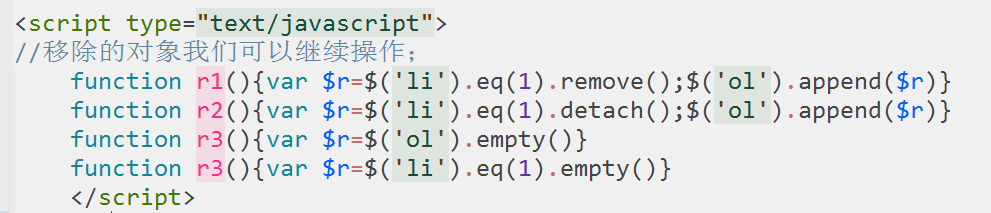 <script type="text/javascript">
//移除的对象我们可以继续操作;
function r1(){var $r=$('li').eq(1).remove();$('ol').append($r)}
function r2(){var $r=$('li').eq(1).detach();$('ol').append($r)}
function r3(){var $r=$('ol').empty()}
function r3(){var $r=$('li').eq(1).empty()}
</script>